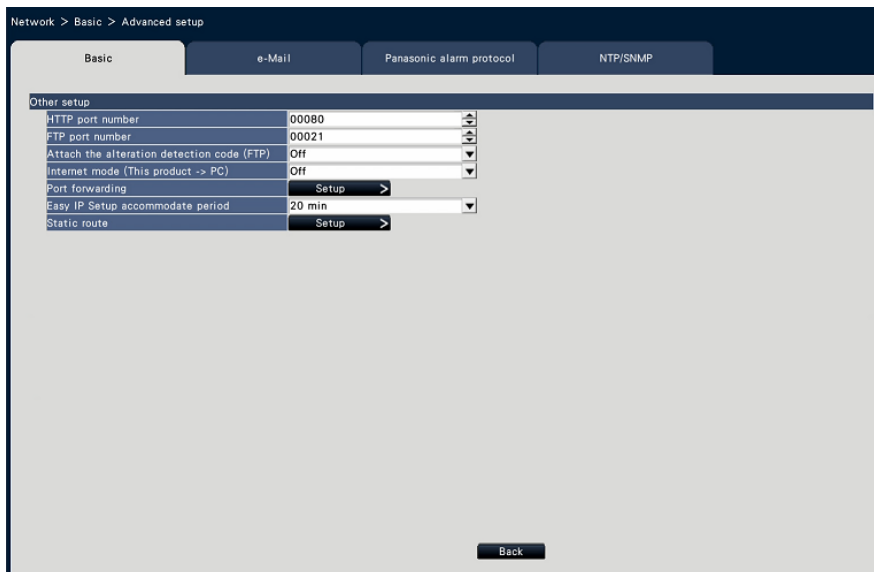 Network > Basic > Advanced setup
Basic e-Mail Panasonic alarm protocol NTP/SNMP
Other setup
HTTP port number 00080
FTP port number 00021
Attach the alteration detection code (FTP) Off
Internet mode (This product -> PC) Off
Port forwarding Setup >
Easy IP Setup accommodate period 20 min
Static route Setup >
Back